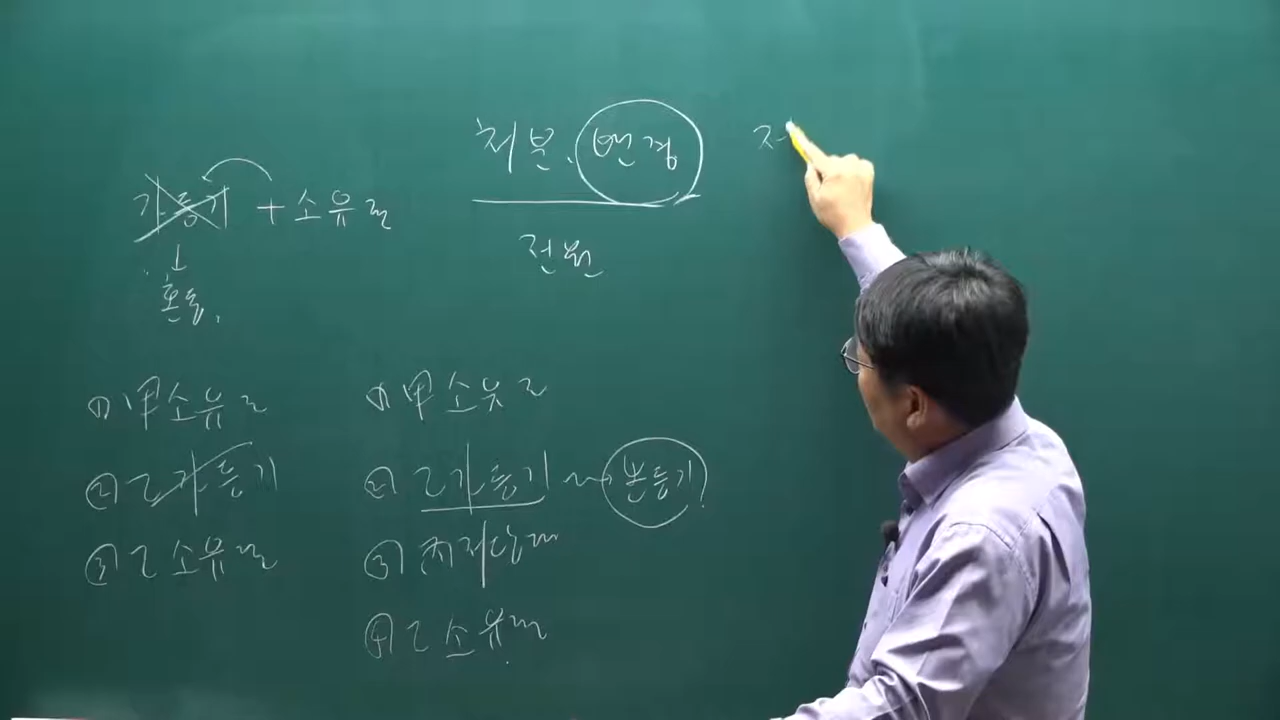 처분, 변경
가등기 + 소유권
↓
혼동.
전원
① 甲소유권
② 乙가등기
③ 乙소유권
① 甲소유권
② 乙가등기 ~ 본등기
③ 丙저당권
④ 乙소유권